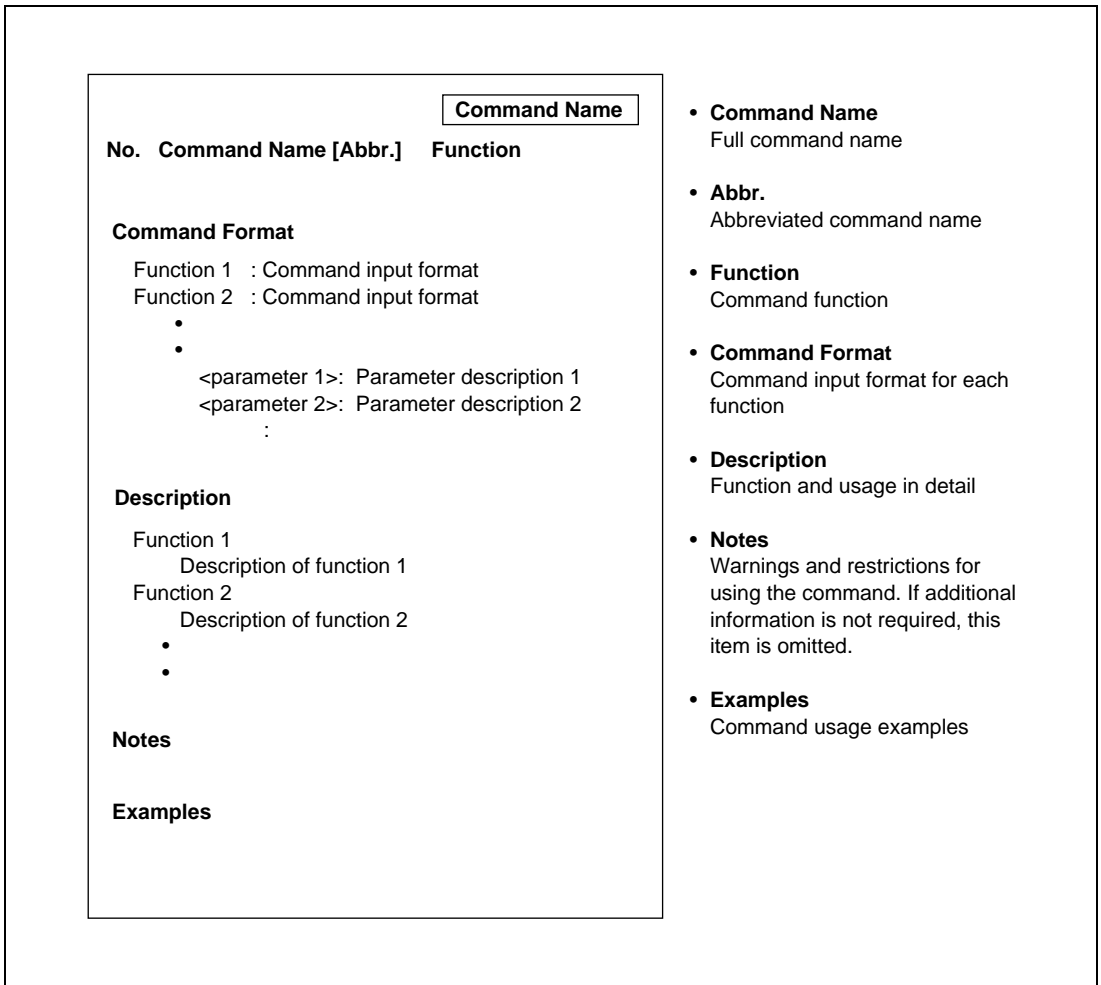 Command Name
No. Command Name [Abbr.] Function
Command Format
Function 1 : Command input format
Function 2 : Command input format
•
•
<parameter 1>: Parameter description 1
<parameter 2>: Parameter description 2
:
Description
Function 1
Description of function 1
Function 2
Description of function 2
•
•
Notes
Examples
• Command Name
Full command name
• Abbr.
Abbreviated command name
• Function
Command function
• Command Format
Command input format for each
function
• Description
Function and usage in detail
• Notes
Warnings and restrictions for
using the command. If additional
information is not required, this
item is omitted.
• Examples
Command usage examples